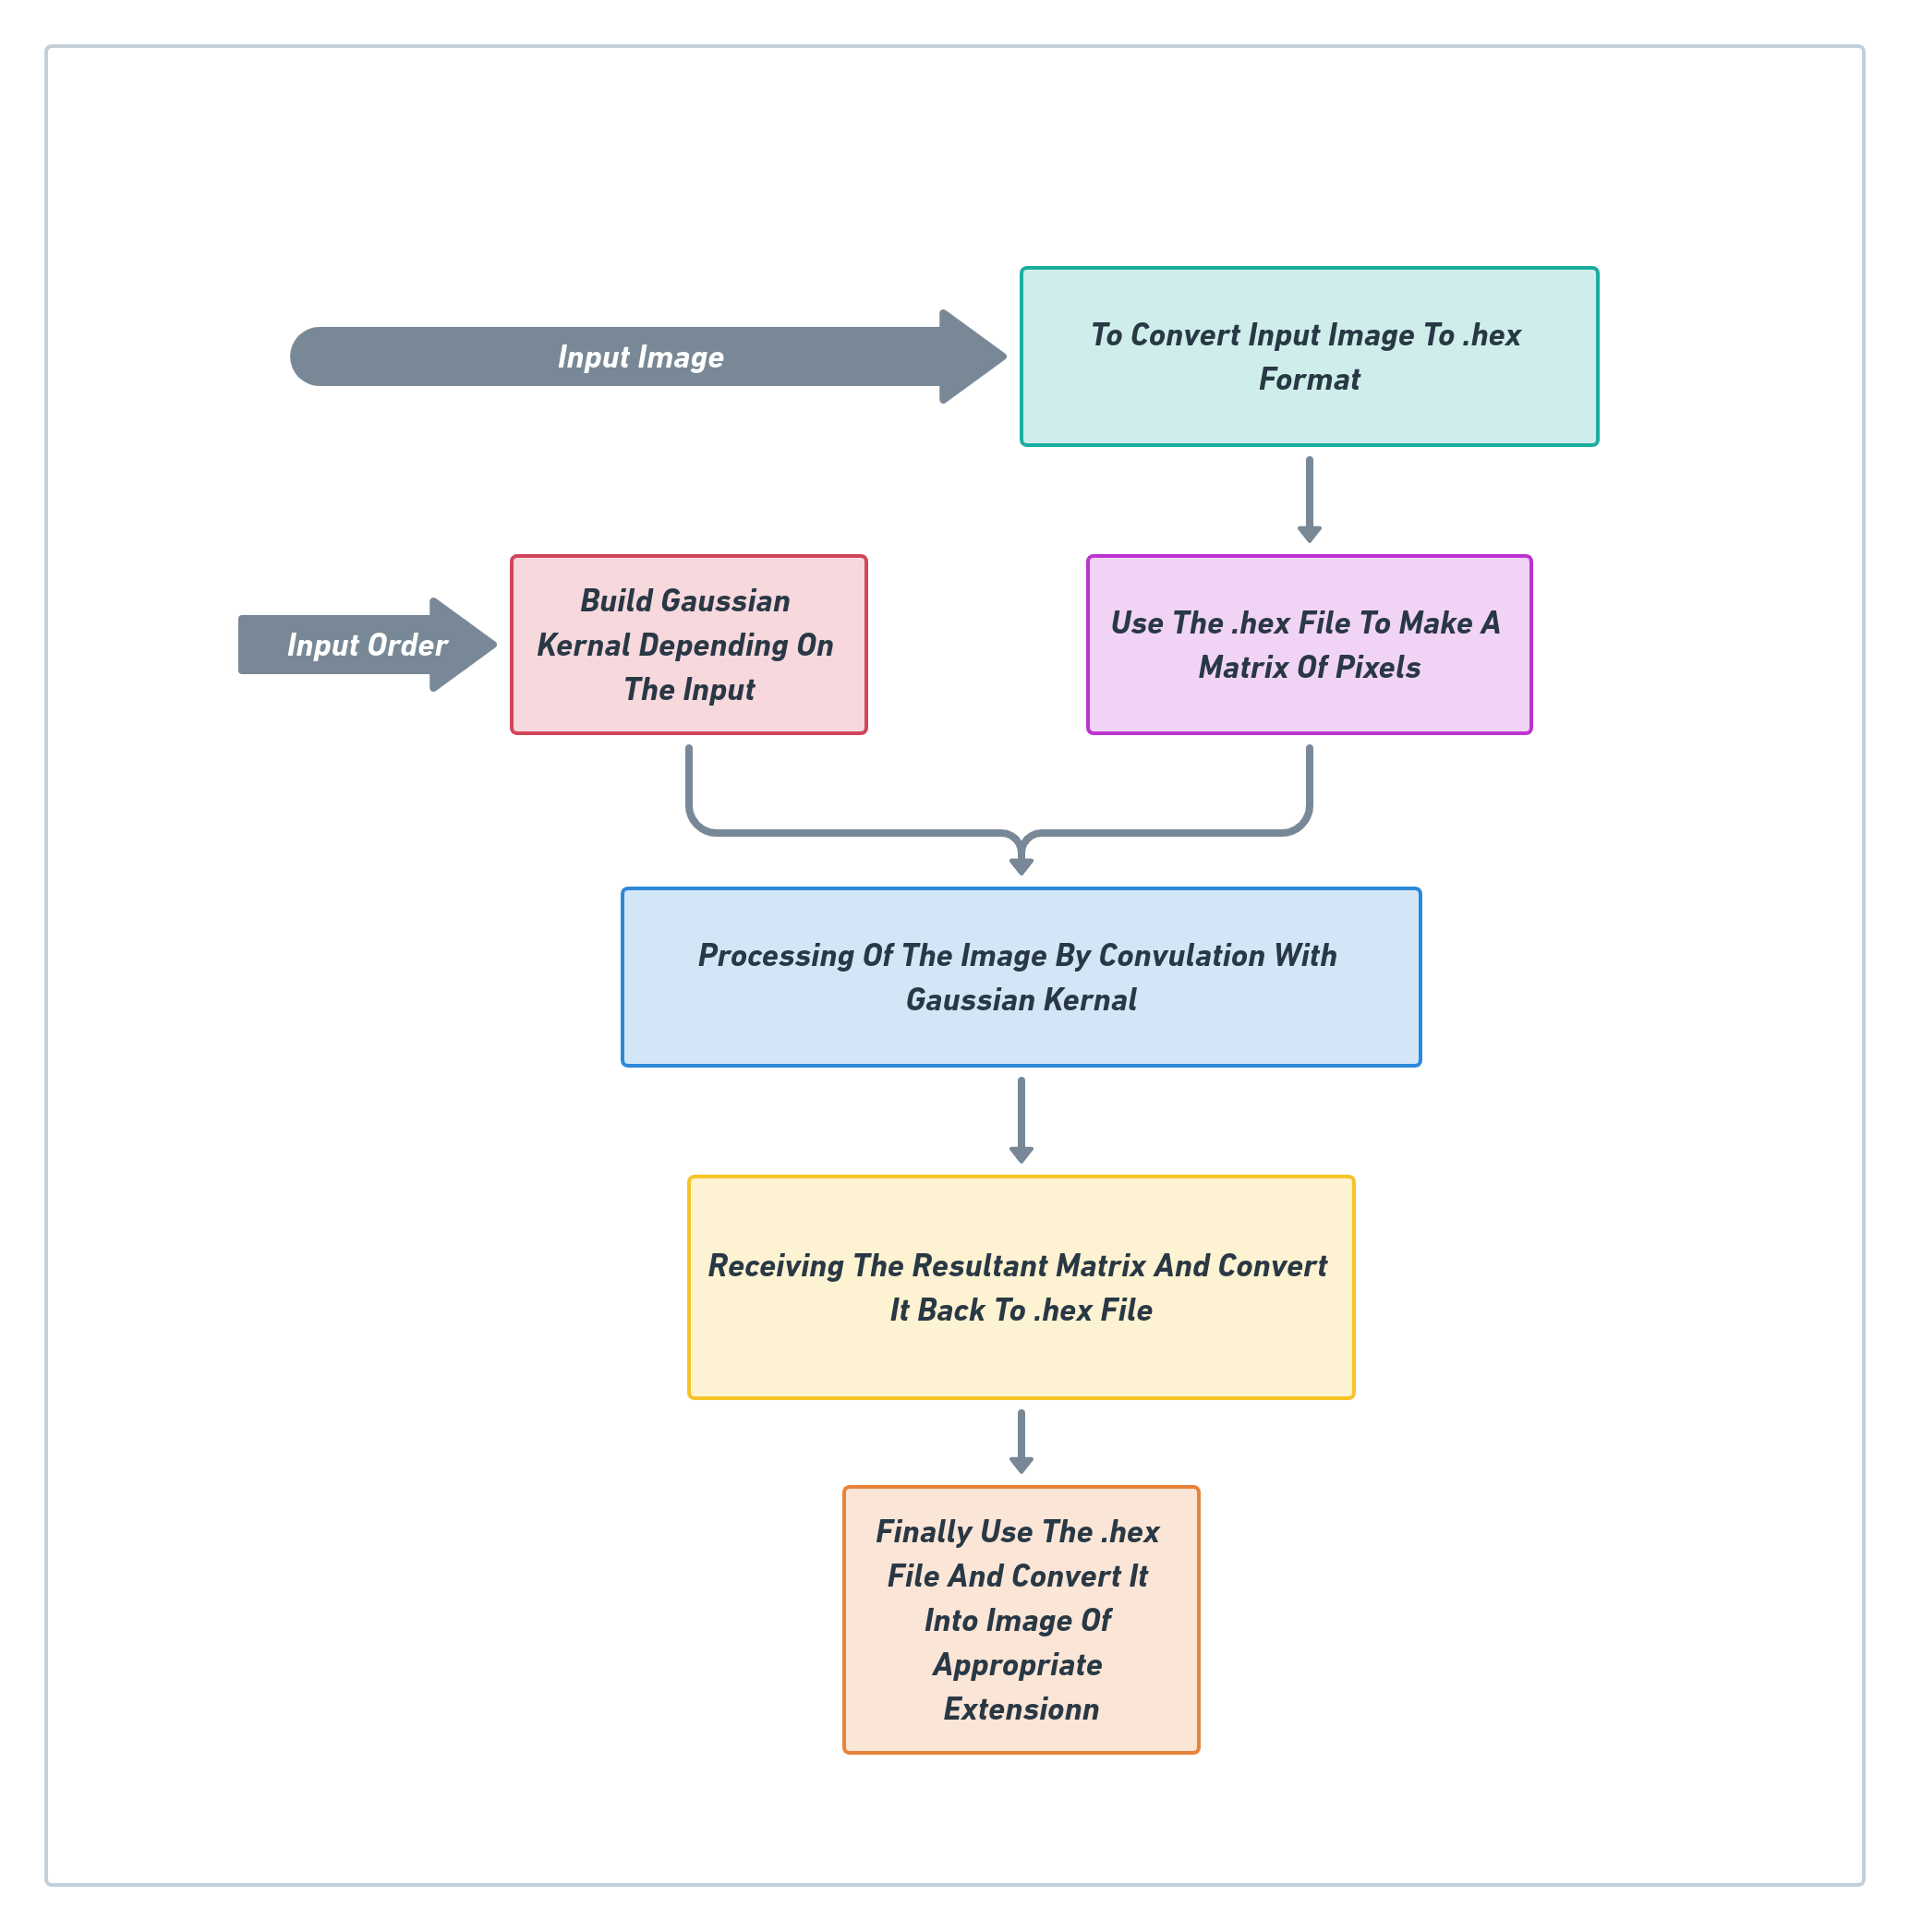 Input Image
To Convert Input Image To .hex
Format
Input Order
Build Gaussian
Kernal Depending On
The Input
Use The .hex File To Make A
Matrix Of Pixels
Processing Of The Image By Convulation With
Gaussian Kernal
Receiving The Resultant Matrix And Convert
It Back To .hex File
Finally Use The .hex
File And Convert It
Into Image Of
Appropriate
Extensionn